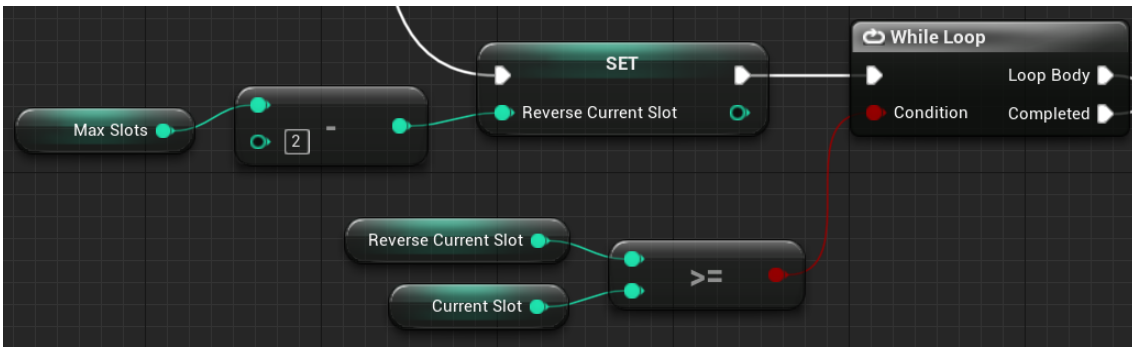 While Loop
SET
Loop Body
Max Slots
-
2
Reverse Current Slot
Condition
Completed
Reverse Current Slot
>=
Current Slot